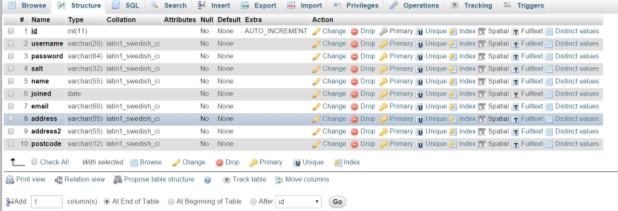 Browse Structure SQL Search Insert Export Import Privileges Operations Tracking Triggers
# Name Type Collation Attributes Null Default Extra Action
1 id int(11) No None AUTO_INCREMENT Change Drop Primary Unique Index Spatial Fulltext Distinct values
2 username varchar(20) latin1_swedish_ci No None Change Drop Primary Unique Index Spatial Fulltext Distinct values
3 password varchar(64) latin1_swedish_ci No None Change Drop Primary Unique Index Spatial Fulltext Distinct values
4 salt varchar(32) latin1_swedish_ci No None Change Drop Primary Unique Index Spatial Fulltext Distinct values
5 name varchar(55) latin1_swedish_ci No None Change Drop Primary Unique Index Spatial Fulltext Distinct values
6 joined date No None Change Drop Primary Unique Index Spatial Fulltext Distinct values
7 email varchar(60) latin1_swedish_ci No None Change Drop Primary Unique Index Spatial Fulltext Distinct values
8 address varchar(55) latin1_swedish_ci No None Change Drop Primary Unique Index Spatial Fulltext Distinct values
9 address2 varchar(55) latin1_swedish_ci No None Change Drop Primary Unique Index Spatial Fulltext Distinct values
10 postcode varchar(12) latin1_swedish_ci No None Change Drop Primary Unique Index Spatial Fulltext Distinct values
Check All With selected: Browse Change Drop Primary Unique Index
Print view Relation view Propose table structure Track table Move columns
Add 1 column(s) At End of Table At Beginning of Table After id Go